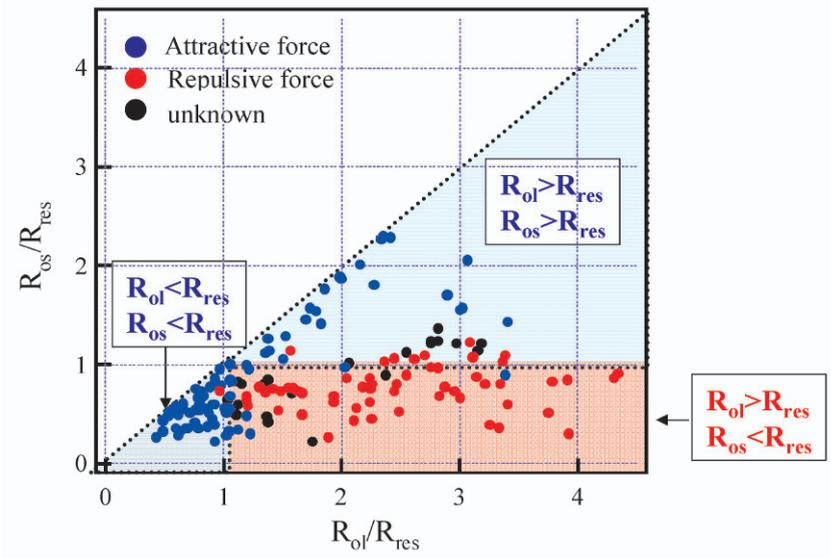 Attractive force
Repulsive force
unknown
4
3
2
1
0
R_os/R_res
R_ol>R_res
R_os>R_res
R_ol<R_res
R_os<R_res
R_ol>R_res
R_os<R_res
0 1 2 3 4
R_ol/R_res